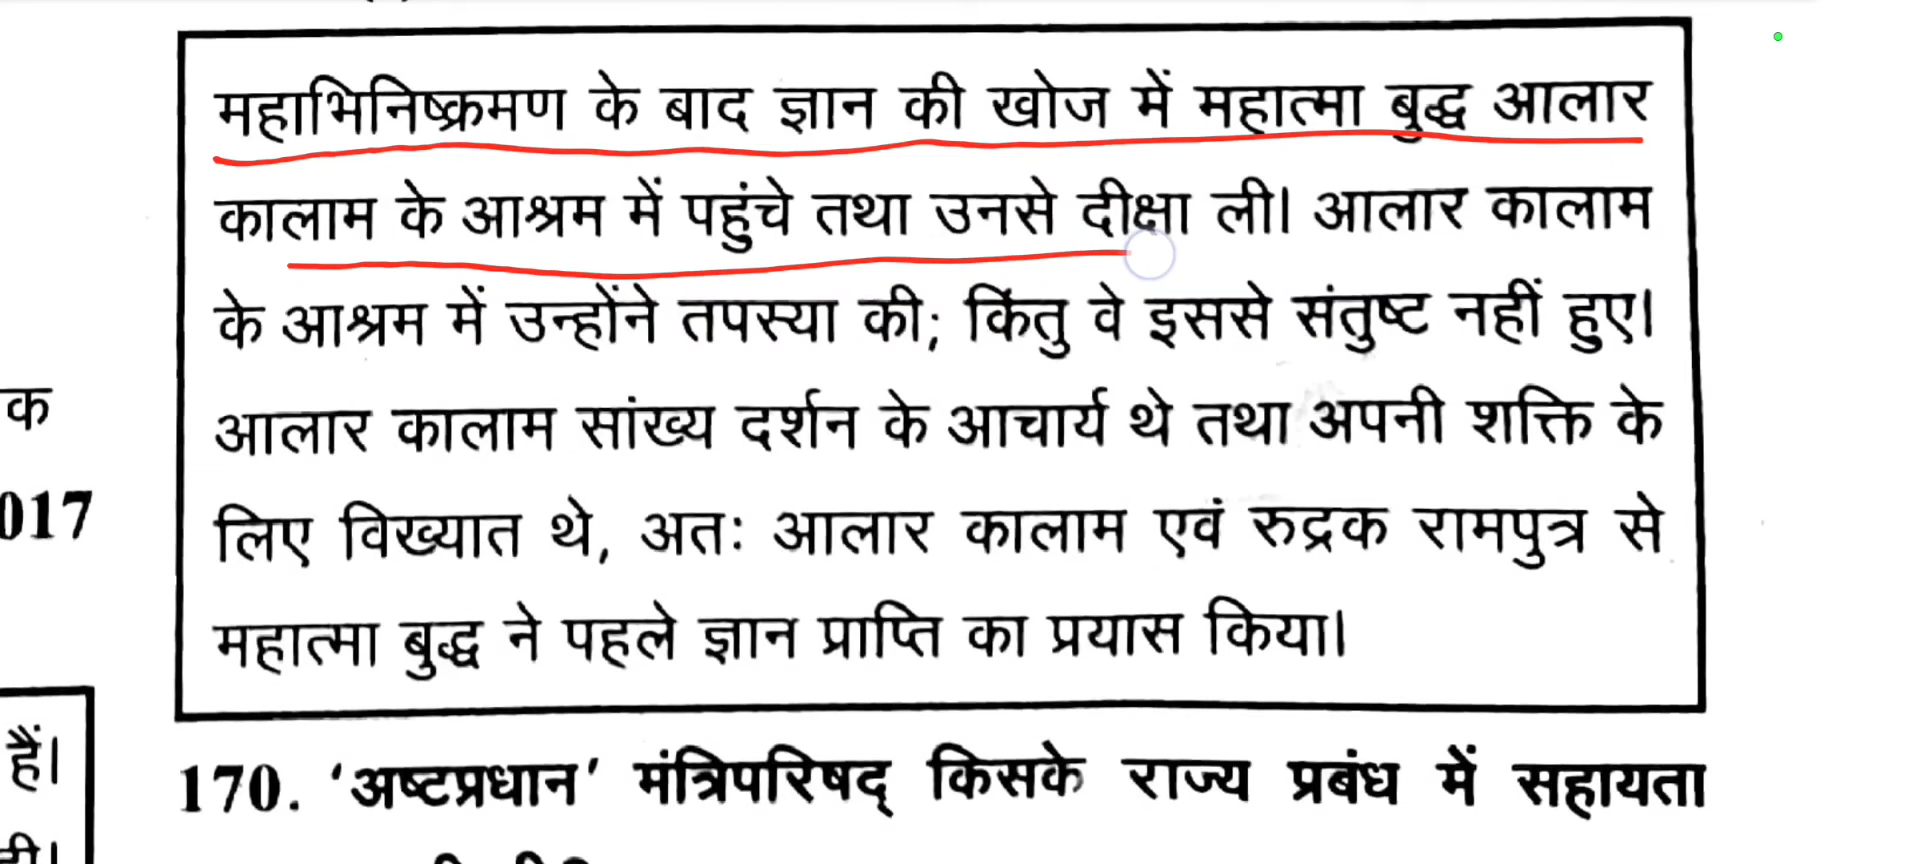 महाभिनिष्क्रमण के बाद ज्ञान की खोज में महात्मा बुद्ध आलार
कालाम के आश्रम में पहुंचे तथा उनसे दीक्षा ली। आलार कालाम
के आश्रम में उन्होंने तपस्या की; किंतु वे इससे संतुष्ट नहीं हुए।
आलार कालाम सांख्य दर्शन के आचार्य थे तथा अपनी शक्ति के
लिए विख्यात थे, अतः आलार कालाम एवं रुद्रक रामपुत्र से
महात्मा बुद्ध ने पहले ज्ञान प्राप्ति का प्रयास किया।
170. ‘अष्टप्रधान’ मंत्रिपरिषद् किसके राज्य प्रबंध में सहायता
क
017
हैं।